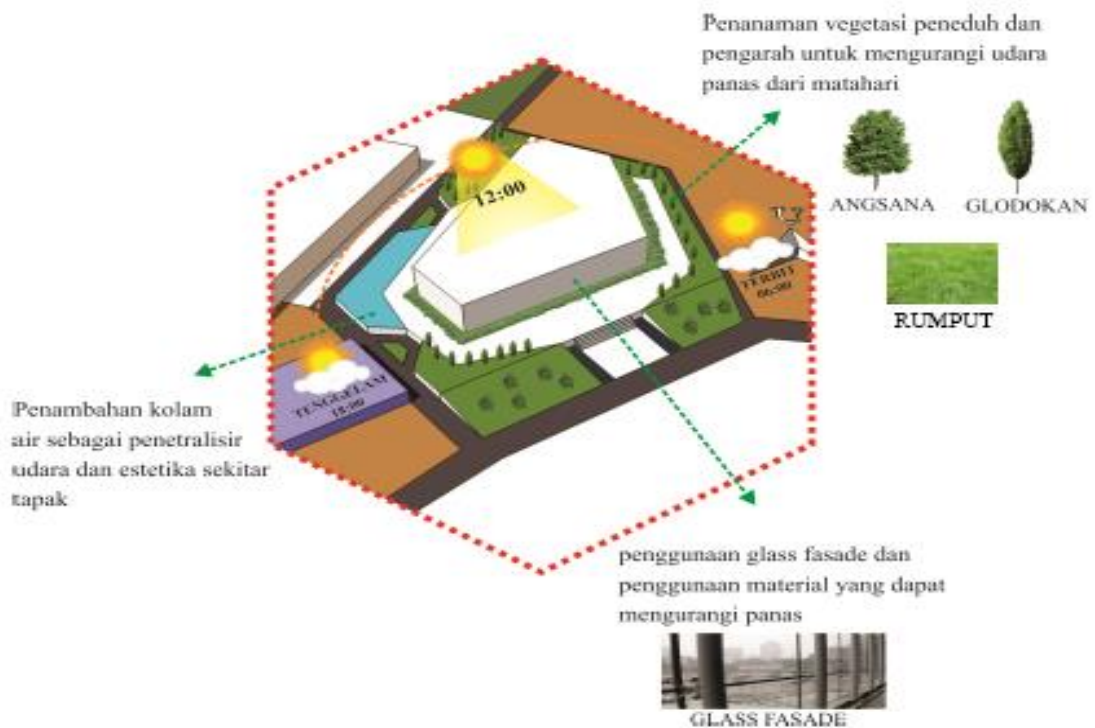 Penanaman vegetasi peneduh dan
pengarah untuk mengurangi udara
panas dari matahari
ANGSANA
GLODOKAN
RUMPUT
12:00
TERBIT
06:00
TENGGELAM
18:00
Penambahan kolam
air sebagai penetralisir
udara dan estetika sekitar
tapak
penggunaan glass fasade dan
penggunaan material yang dapat
mengurangi panas
GLASS FASADE